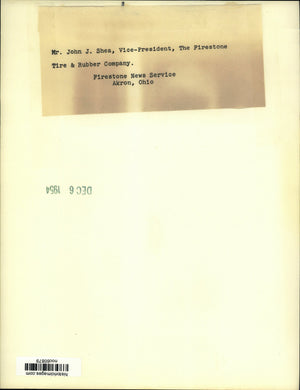 Mr. John J. Shea, Vice-President, The Firestone
Tire & Rubber Company.
Firestone News Service
Akron, Ohio
DEC 6 1954
historicimages.com